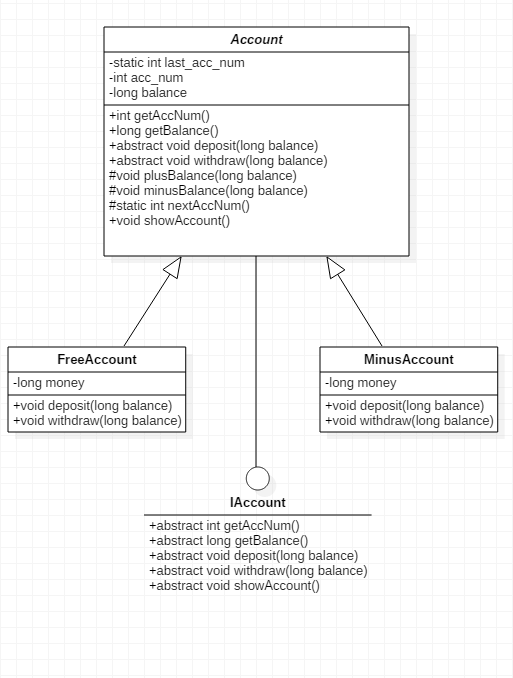 Account
-static int last_acc_num
-int acc_num
-long balance
+int getAccNum()
+long getBalance()
+abstract void deposit(long balance)
+abstract void withdraw(long balance)
#void plusBalance(long balance)
#void minusBalance(long balance)
#static int nextAccNum()
+void showAccount()
FreeAccount
-long money
+void deposit(long balance)
+void withdraw(long balance)
MinusAccount
-long money
+void deposit(long balance)
+void withdraw(long balance)
IAccount
+abstract int getAccNum()
+abstract long getBalance()
+abstract void deposit(long balance)
+abstract void withdraw(long balance)
+abstract void showAccount()